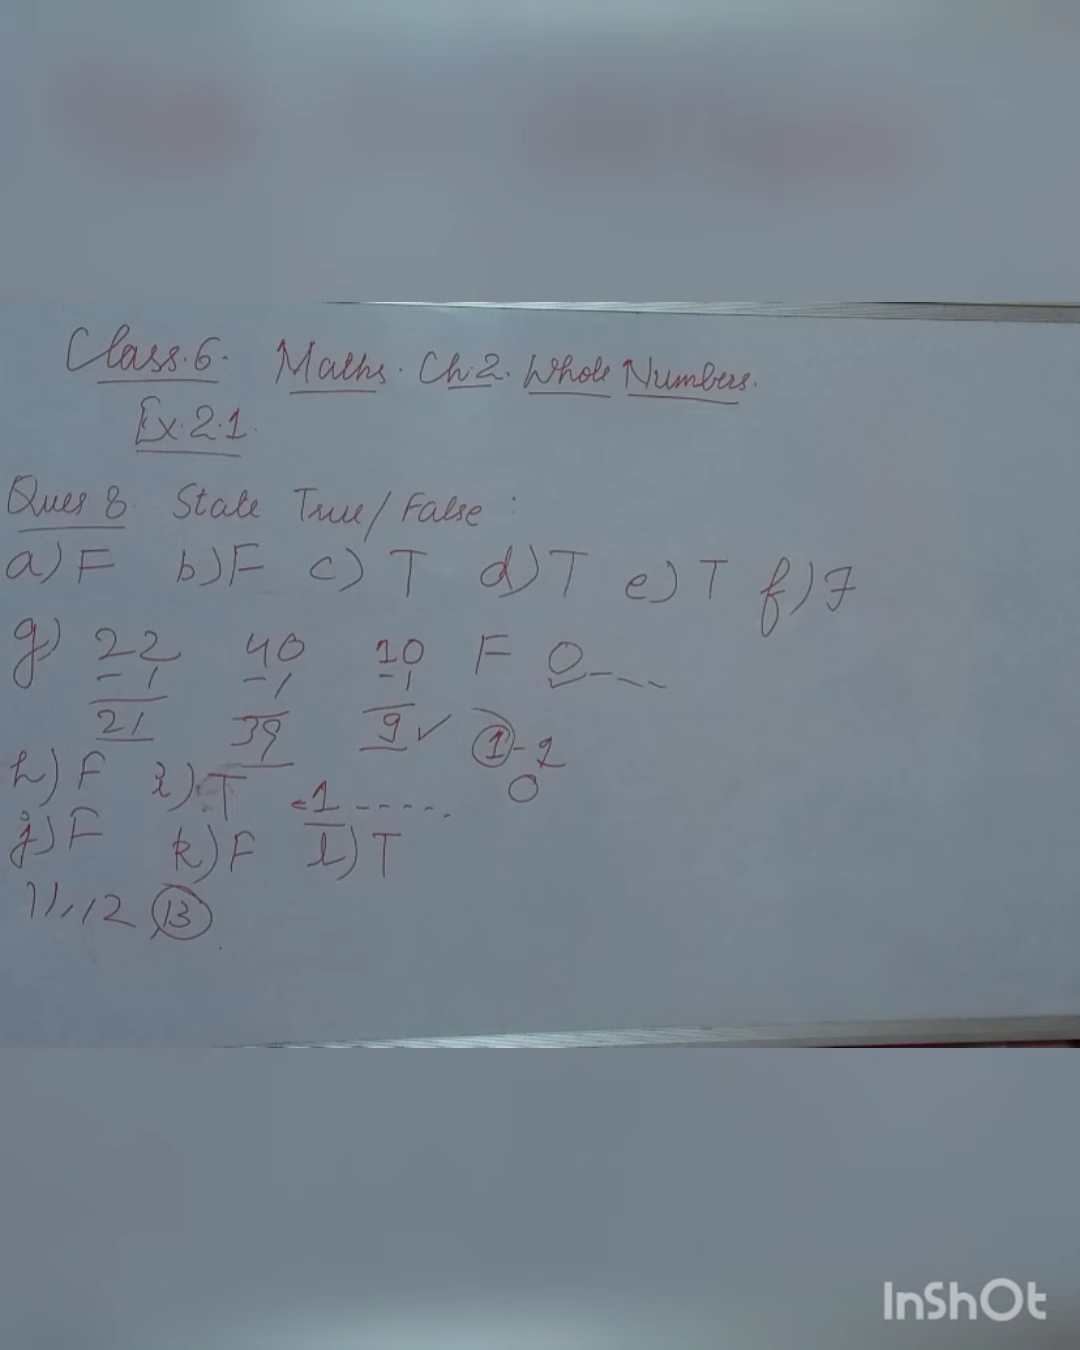 Class.6. Maths. Ch.2. Whole Numbers.
Ex.2.1.
Ques 8. State True/False :
a) F b) F c) T d) T e) T f) F
g) 22 40 10 F 0 - - -
-1 -1 -1
21 39 9 ✓ 1 - 2
h) F i) T 0
<1 - - - - -
j) F k) F l) T
11, 12 13
InShOt